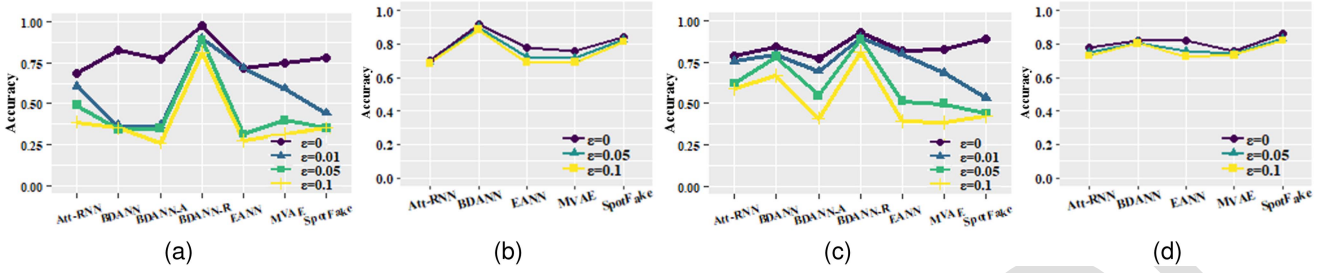 Accuracy
1.00
0.75
0.50
0.25
0.00
Att-RNN
BDANN
BDANN-A
BDANN-R
EANN
MVAE
SpotFake
ε=0
ε=0.01
ε=0.05
ε=0.1
(a)
Accuracy
1.0
0.8
0.6
0.4
0.2
0.0
Att-RNN
BDANN
EANN
MVAE
SpotFake
ε=0
ε=0.05
ε=0.1
(b)
Accuracy
1.00
0.75
0.50
0.25
0.00
Att-RNN
BDANN
BDANN-A
BDANN-R
EANN
MVAE
SpotFake
ε=0
ε=0.01
ε=0.05
ε=0.1
(c)
Accuracy
1.0
0.8
0.6
0.4
0.2
0.0
Att-RNN
BDANN
EANN
MVAE
SpotFake
ε=0
ε=0.05
ε=0.1
(d)